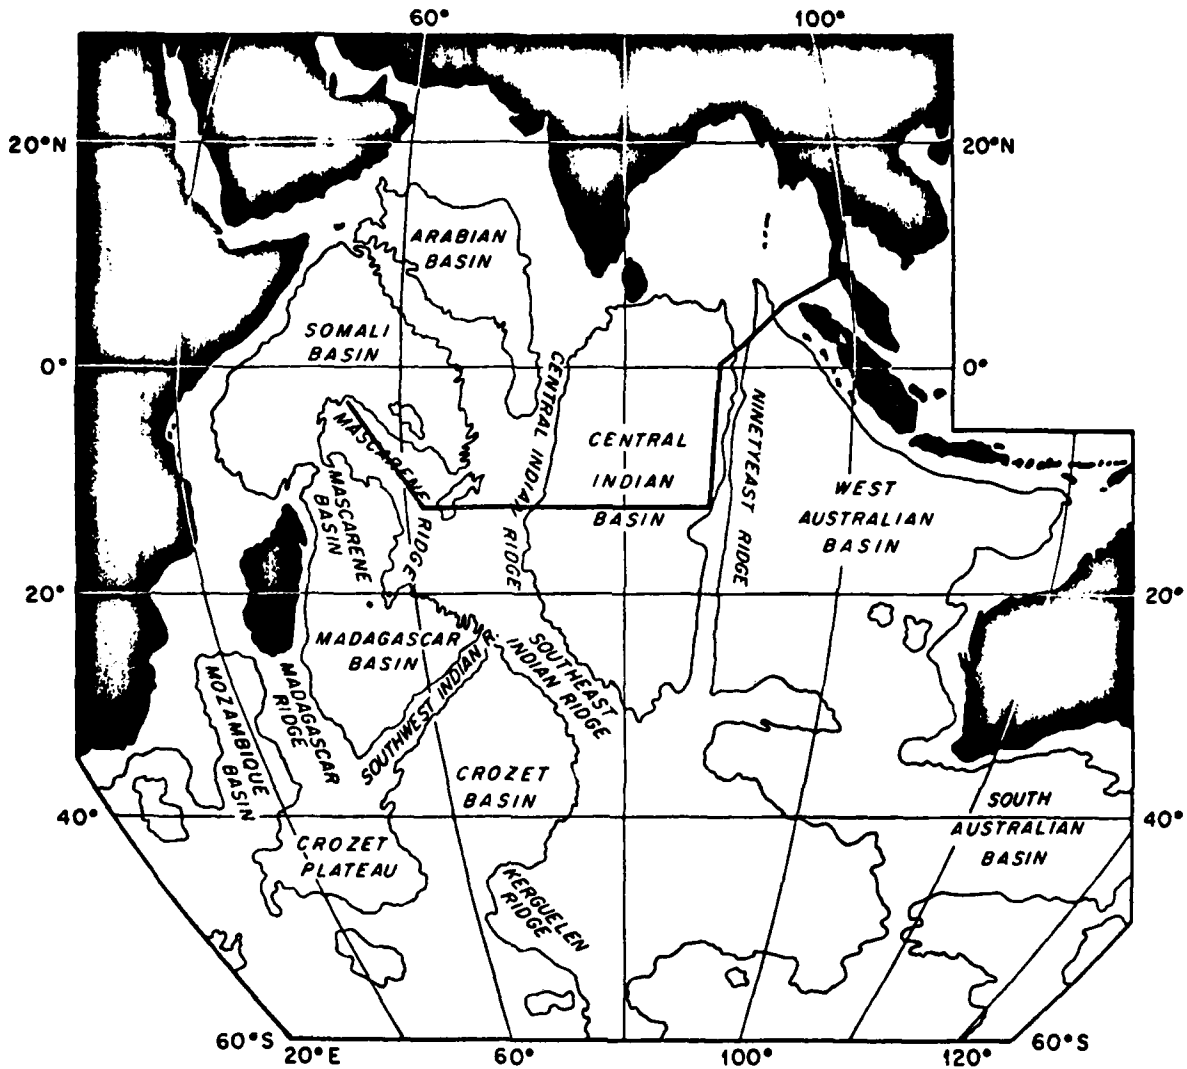 60° 100°
20°N 20°N
ARABIAN
BASIN
SOMALI
BASIN
0° 0°
CENTRAL INDIAN
RIDGE
NINETYEAST RIDGE
MASCARENE
RIDGE
CENTRAL
INDIAN
BASIN
MASCARENE
BASIN
WEST
AUSTRALIAN
BASIN
20° 20°
MADAGASCAR
BASIN
SOUTHEAST
INDIAN RIDGE
MOZAMBIQUE
BASIN
MADAGASCAR
RIDGE
SOUTHWEST INDIAN R.
CROZET
BASIN
SOUTH
AUSTRALIAN
BASIN
40° 40°
CROZET
PLATEAU
KERGUELEN
RIDGE
60°S 60°S
20°E 60° 100° 120°